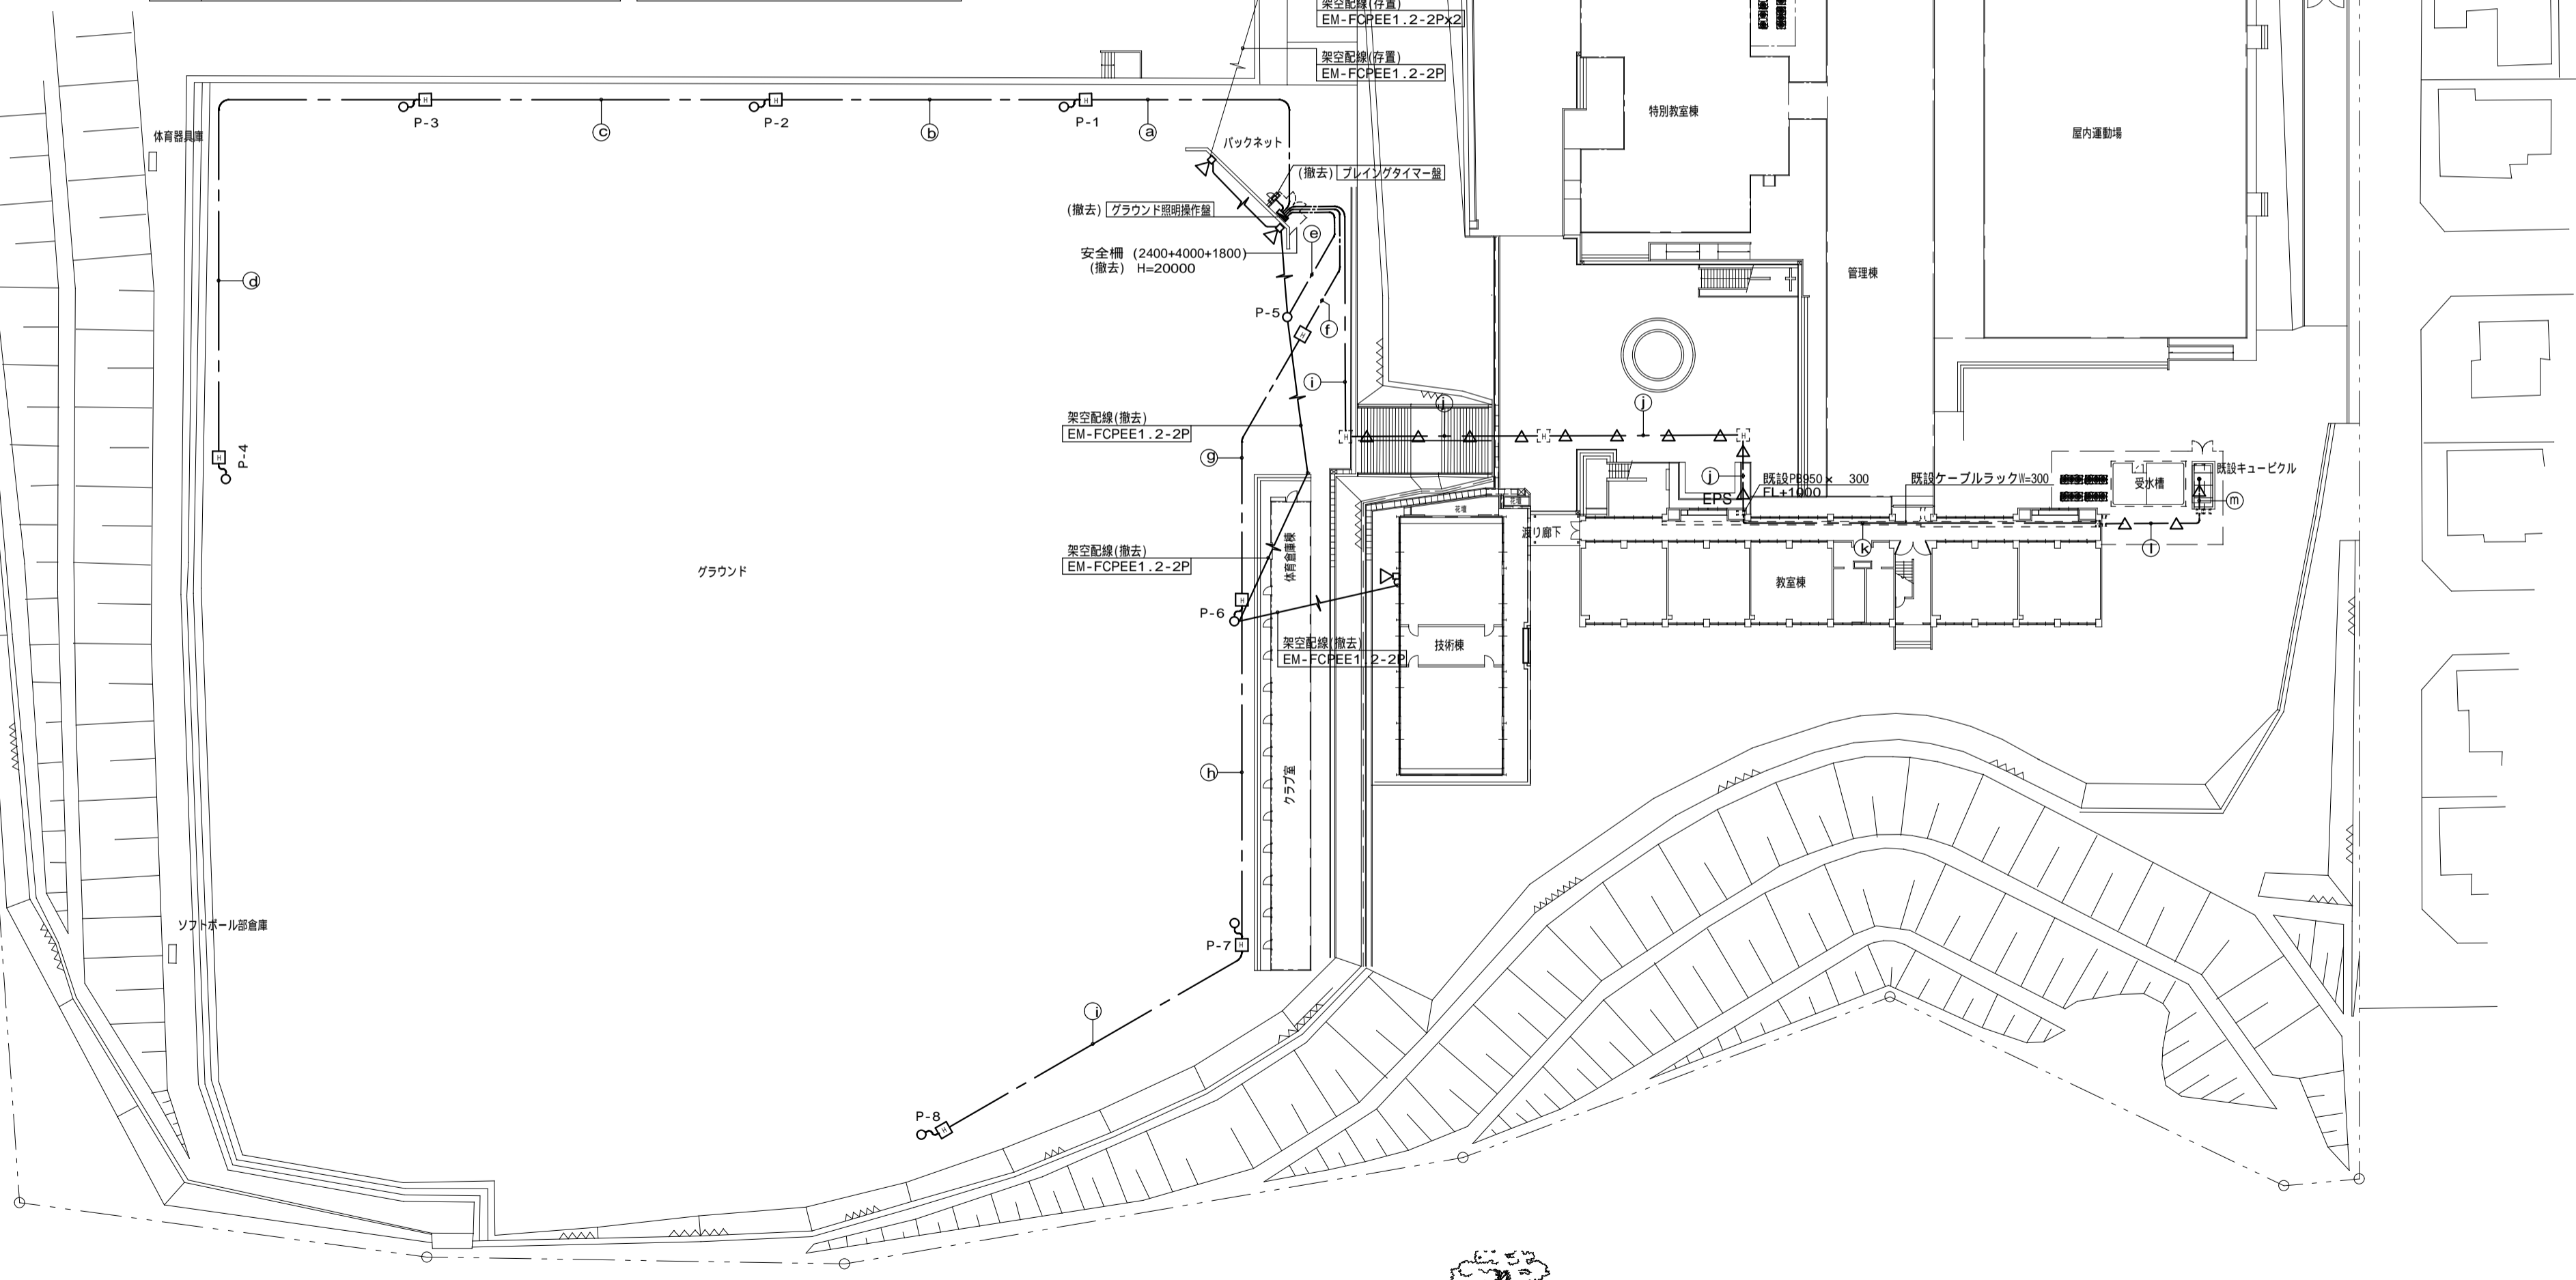 架空配線(存置)
EM-FCPEE1.2-2Px2
架空配線(存置)
EM-FCPEE1.2-2P
特別教室棟
屋内運動場
P-3
P-2
P-1
c
b
a
体育器具庫
バックネット
(撤去) プレイングタイマー盤
(撤去) グラウンド照明操作盤
安全柵 (2400+4000+1800)
(撤去) H=20000
e
管理棟
d
P-5
f
i
架空配線(撤去)
EM-FCPEE1.2-2P
j
j
P-4
g
j
既設PB950× 300
FL+1000
EPS
既設ケーブルラックW=300
受水槽
既設キュービクル
m
花壇
花壇
渡り廊下
k
l
架空配線(撤去)
EM-FCPEE1.2-2P
体育倉庫棟
グラウンド
教室棟
P-6
架空配線(撤去)
EM-FCPEE1.2-2P
技術棟
h
クラブ室
ソフトボール部倉庫
P-7
i
P-8
H
H
H
H
H
H
H
H
H
H
H